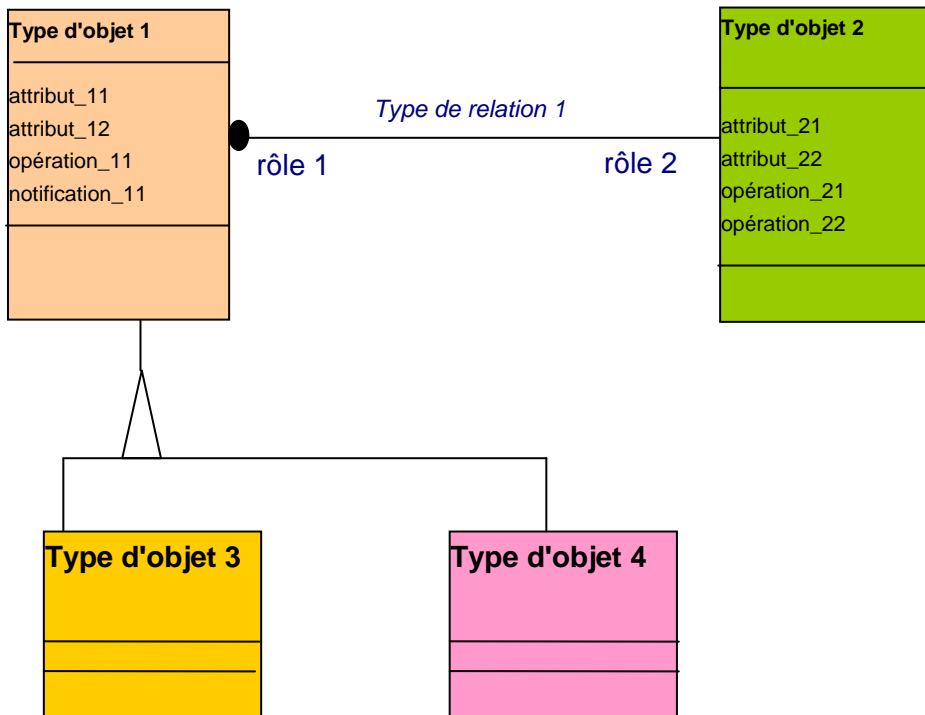 Type d'objet 1
attribut_11
attribut_12
opération_11
notification_11
Type de relation 1
rôle 1
rôle 2
Type d'objet 2
attribut_21
attribut_22
opération_21
opération_22
Type d'objet 3
Type d'objet 4